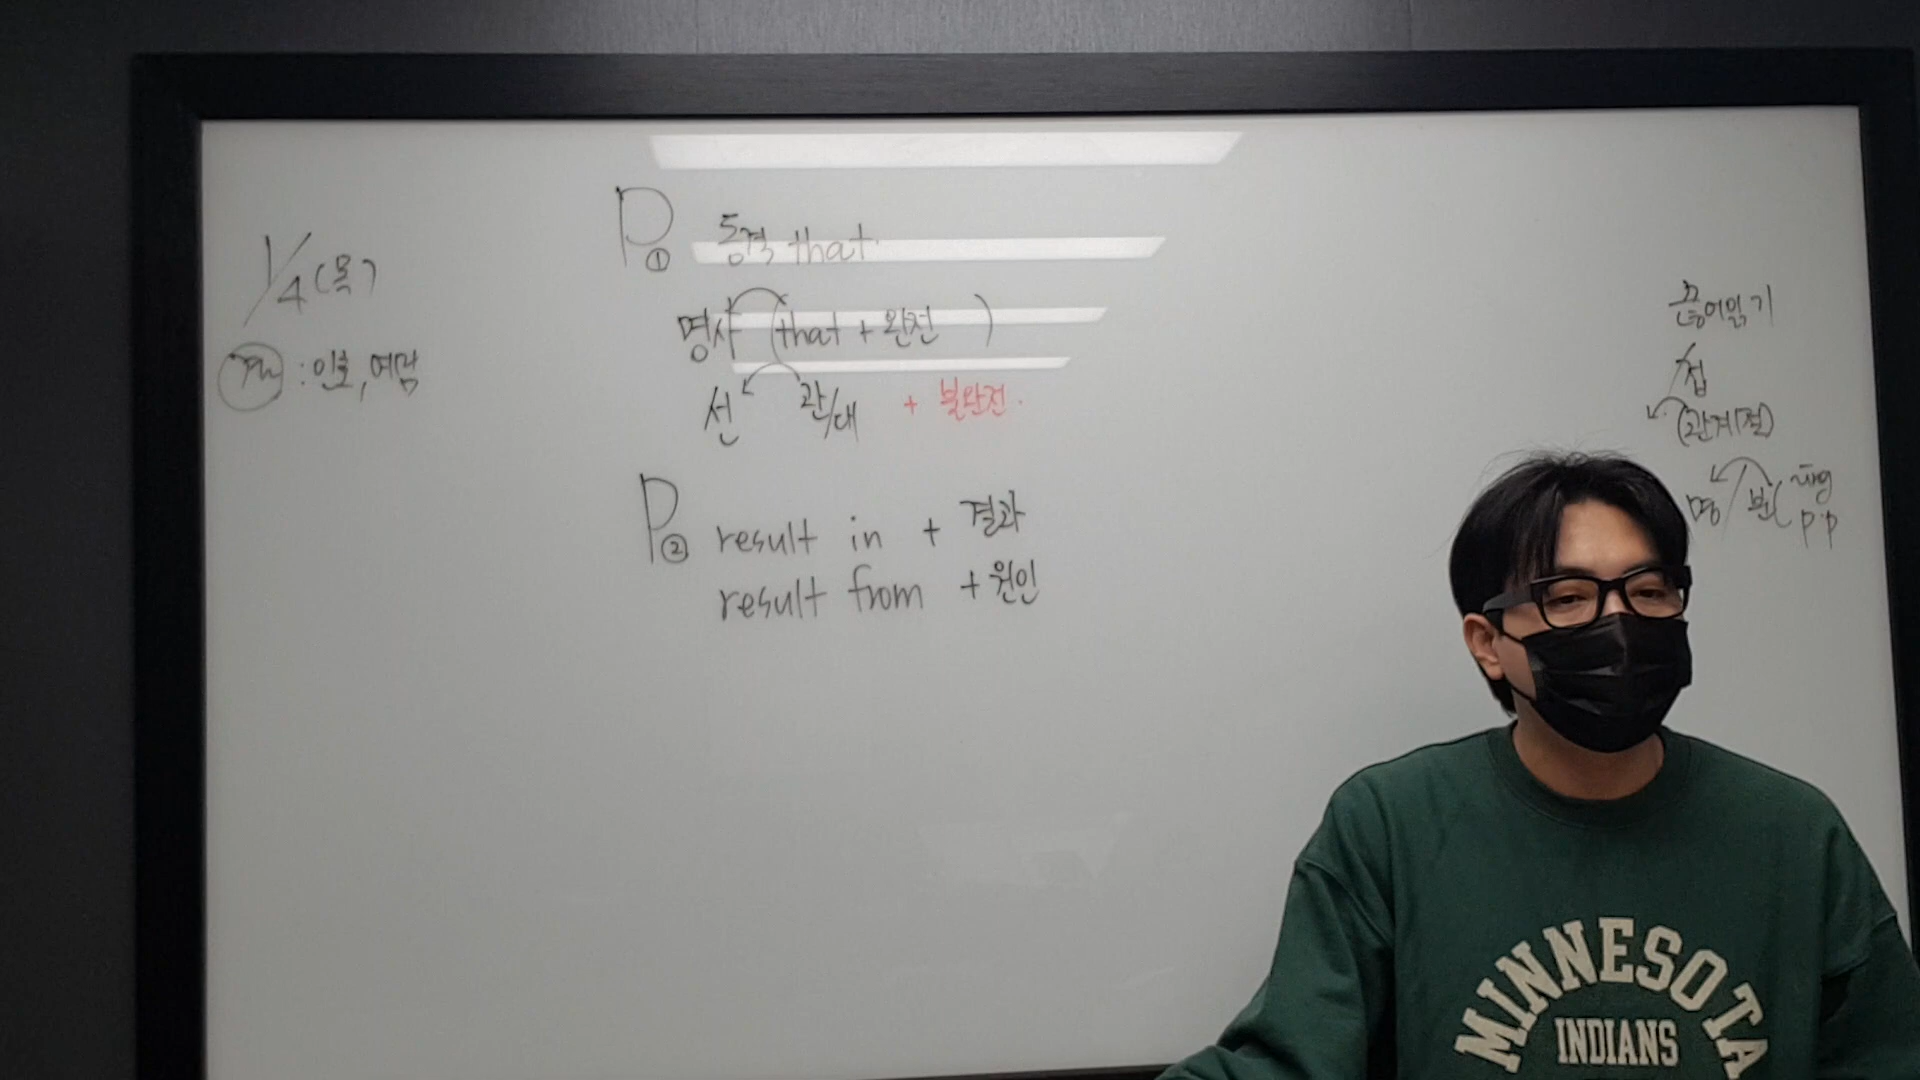 1/4 (목)
: 인호, 예람
P① 동격 that
명사 (that + 완전 )
선 관/대 + 불완전.
P② result in + 결과
result from + 원인
끊어읽기
/접
(관계절)
명 / 분( ~ing
p.p
MINNESOTA
INDIANS